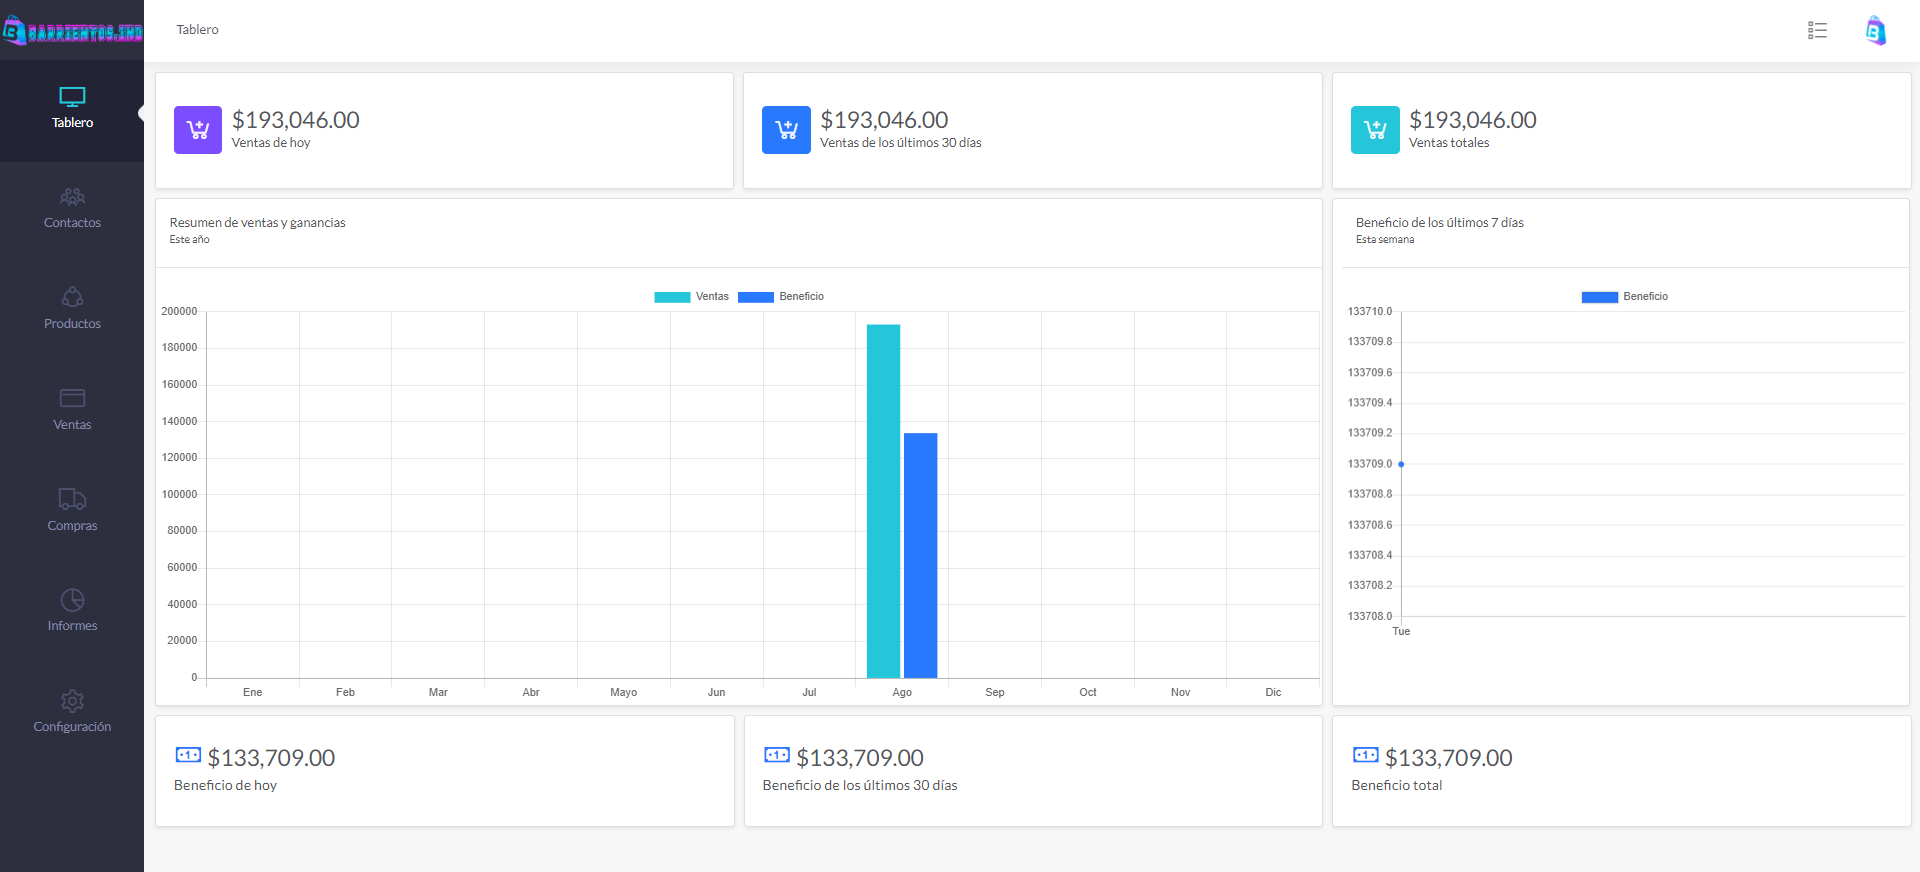 BARRIENTOS.IND
Tablero
Tablero
Contactos
Productos
Ventas
Compras
Informes
Configuración
$193,046.00
Ventas de hoy
$193,046.00
Ventas de los últimos 30 días
$193,046.00
Ventas totales
Resumen de ventas y ganancias
Este año
Ventas Beneficio
200000
180000
160000
140000
120000
100000
80000
60000
40000
20000
0
Ene Feb Mar Abr Mayo Jun Jul Ago Sep Oct Nov Dic
Beneficio de los últimos 7 días
Esta semana
Beneficio
133710.0
133709.8
133709.6
133709.4
133709.2
133709.0
133708.8
133708.6
133708.4
133708.2
133708.0
Tue
$133,709.00
Beneficio de hoy
$133,709.00
Beneficio de los últimos 30 días
$133,709.00
Beneficio total